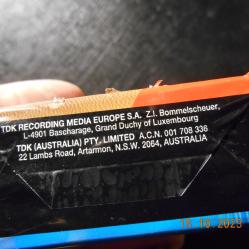 TDK RECORDING MEDIA EUROPE S.A. Z.I. Bommelscheuer,
L-4901 Bascharage, Grand Duchy of Luxembourg
TDK (AUSTRALIA) PTY. LIMITED A.C.N. 001 708 336
22 Lambs Road, Artarmon, N.S.W. 2064, AUSTRALIA